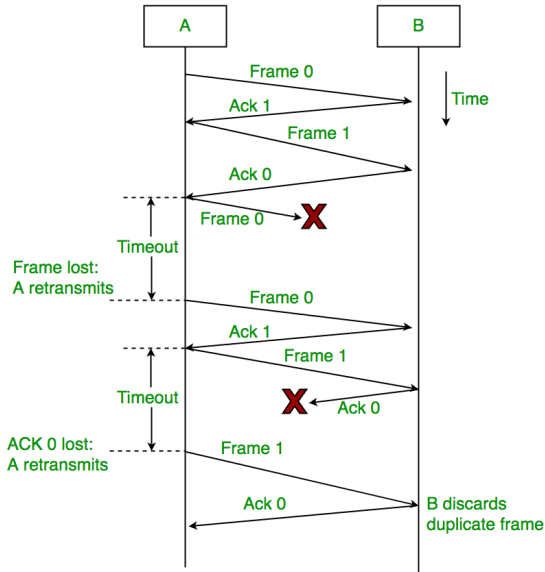 A
B
Frame 0
Time
Ack 1
Frame 1
Ack 0
Frame 0
X
Timeout
Frame lost:
A retransmits
Frame 0
Ack 1
Frame 1
Timeout
X
Ack 0
ACK 0 lost:
A retransmits
Frame 1
Ack 0
B discards
duplicate frame